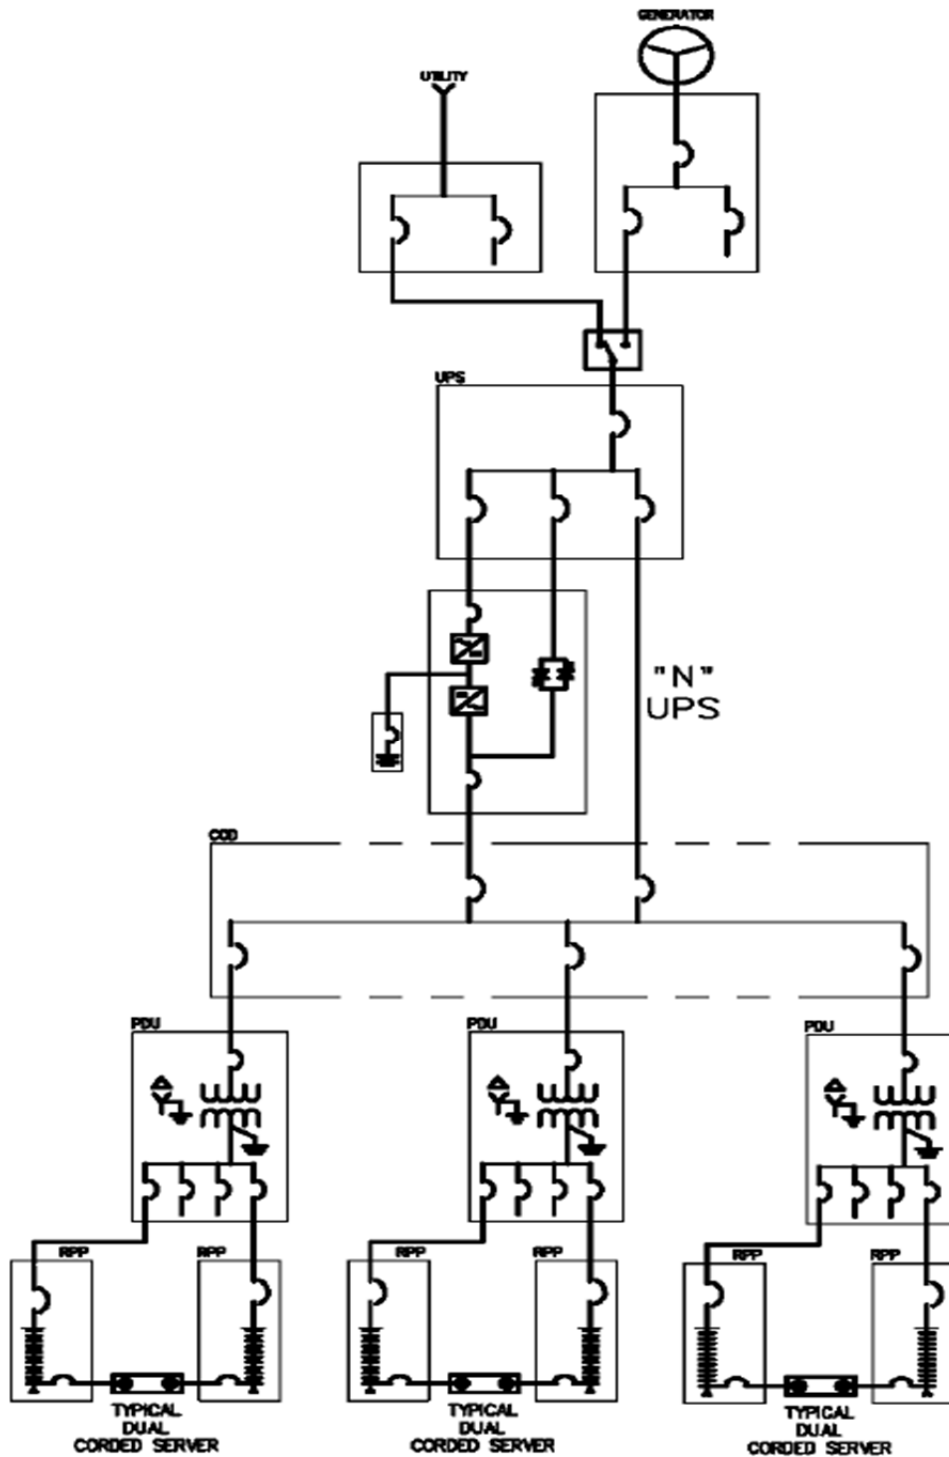 GENERATOR
UTILITY
UPS
"N"
UPS
COD
PDU
PDU
PDU
RPP
RPP
RPP
RPP
RPP
RPP
TYPICAL
DUAL
CORDED SERVER
TYPICAL
DUAL
CORDED SERVER
TYPICAL
DUAL
CORDED SERVER